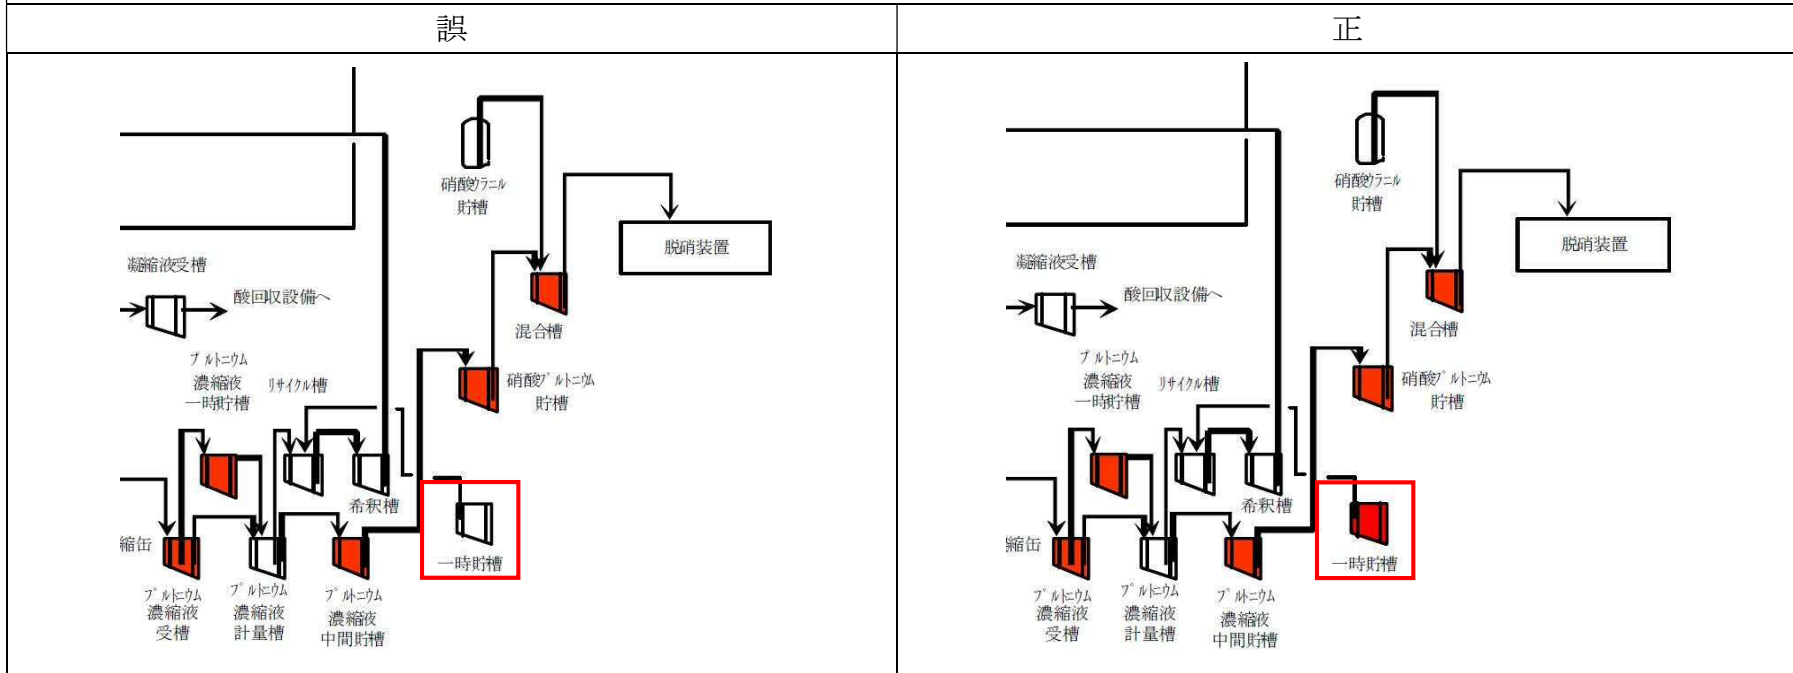 誤
正
硝酸ウラニル
貯槽
脱硝装置
凝縮液受槽
酸回収設備へ
混合槽
プルトニウム
濃縮液
一時貯槽
リサイクル槽
硝酸プルトニウム
貯槽
希釈槽
縮缶
一時貯槽
プルトニウム
濃縮液
受槽
プルトニウム
濃縮液
計量槽
プルトニウム
濃縮液
中間貯槽
硝酸ウラニル
貯槽
脱硝装置
凝縮液受槽
酸回収設備へ
混合槽
プルトニウム
濃縮液
一時貯槽
リサイクル槽
硝酸プルトニウム
貯槽
希釈槽
縮缶
一時貯槽
プルトニウム
濃縮液
受槽
プルトニウム
濃縮液
計量槽
プルトニウム
濃縮液
中間貯槽